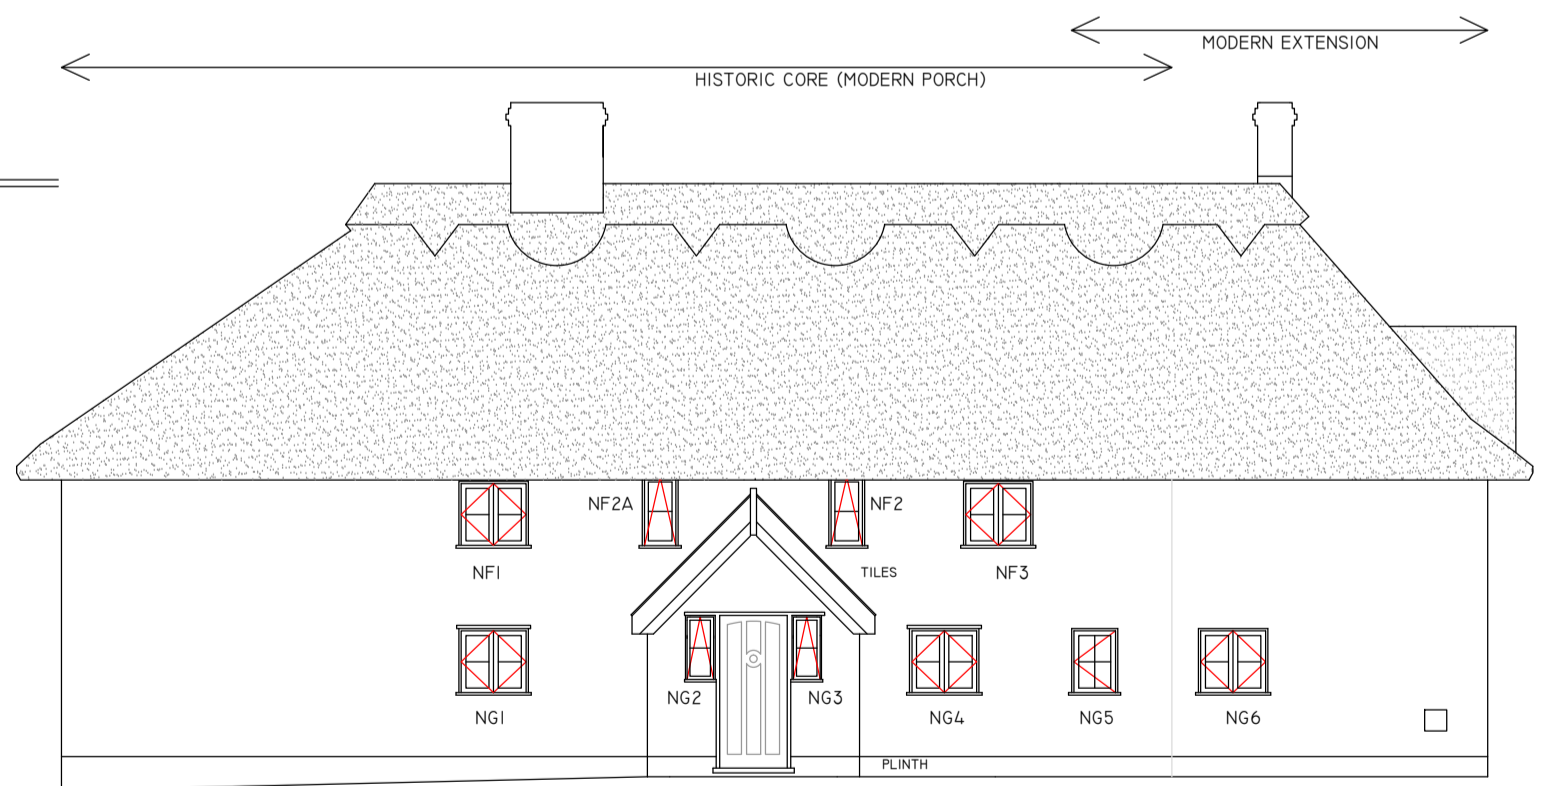 MODERN EXTENSION
HISTORIC CORE (MODERN PORCH)
NF2A
NF2
NF1
TILES
NF3
NG2
NG3
NG1
NG4
NG5
NG6
PLINTH